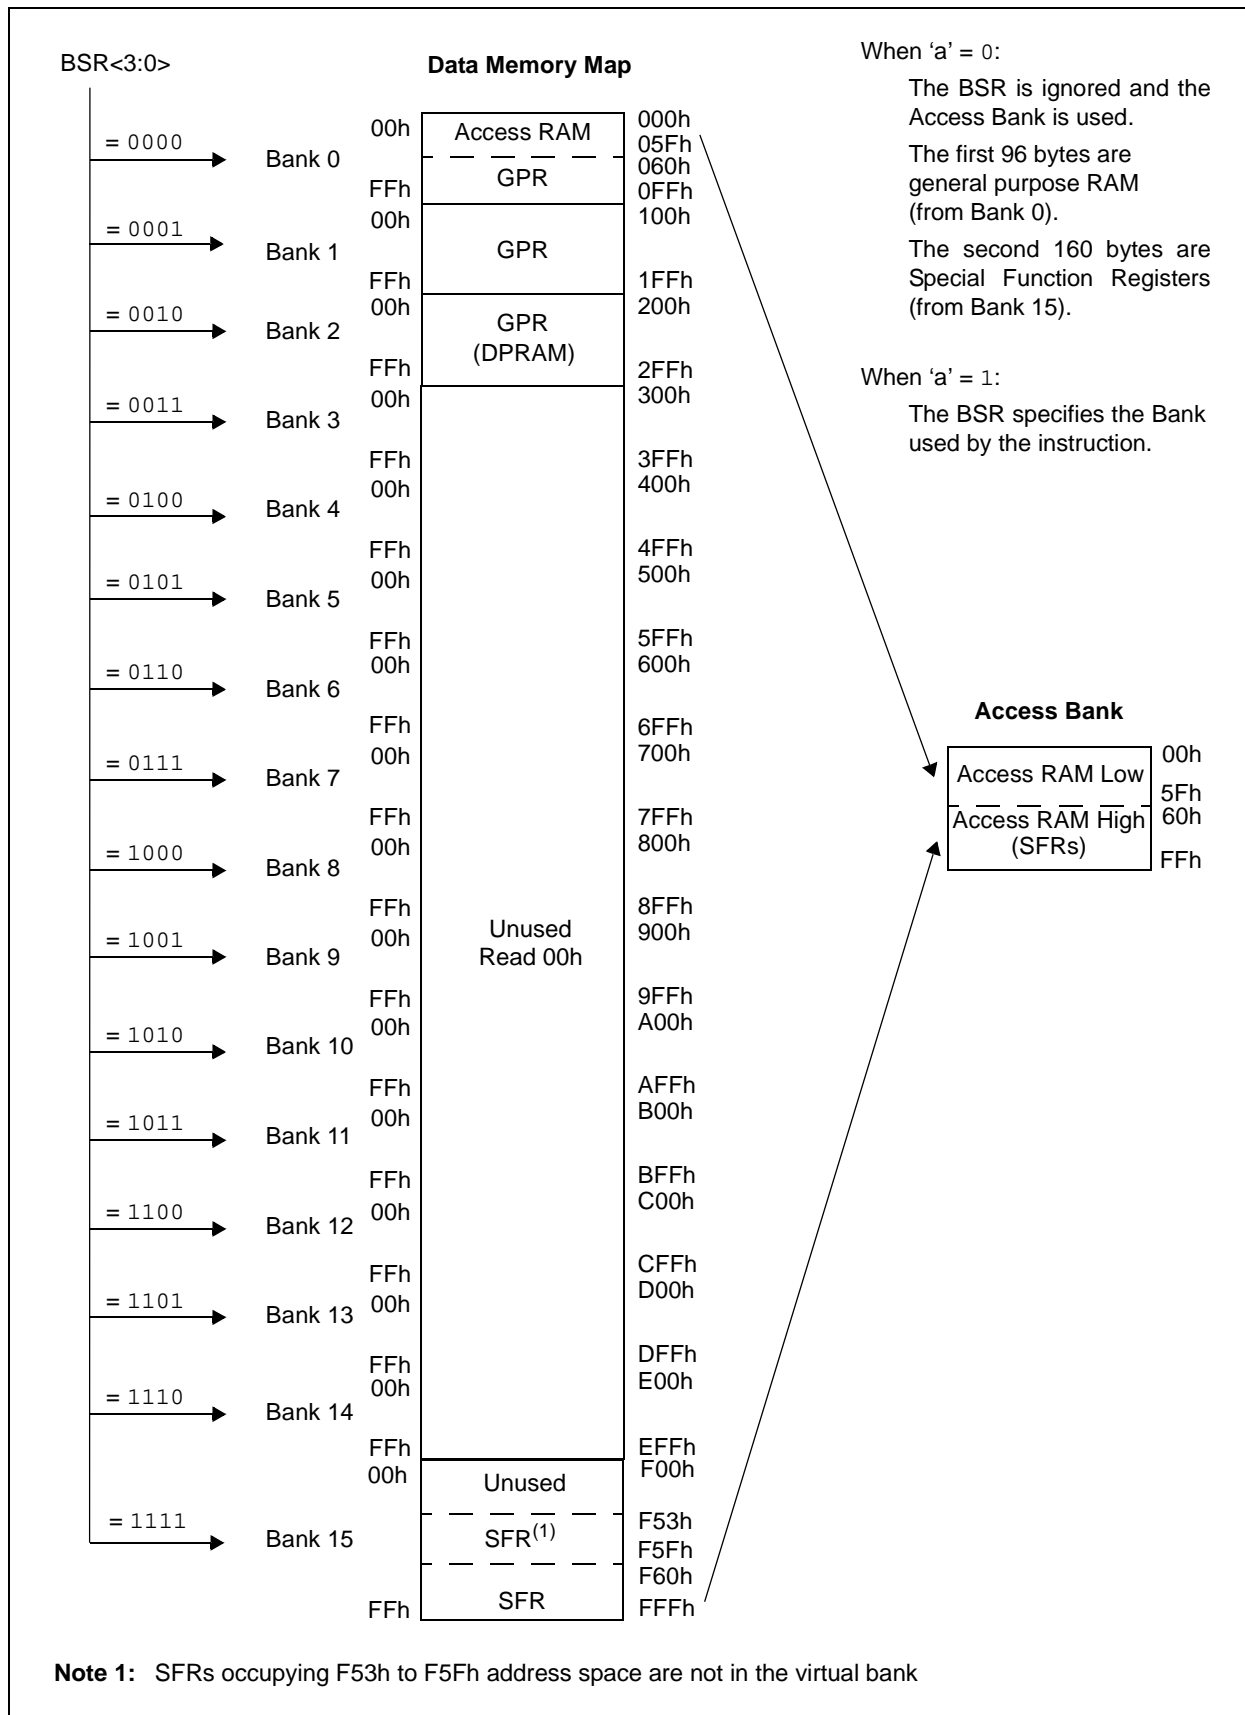 BSR<3:0>
Data Memory Map
When ‘a’ = 0:
The BSR is ignored and the
Access Bank is used.
The first 96 bytes are
general purpose RAM
(from Bank 0).
The second 160 bytes are
Special Function Registers
(from Bank 15).
When ‘a’ = 1:
The BSR specifies the Bank
used by the instruction.
= 0000
Bank 0
00h
Access RAM
000h
05Fh
060h
GPR
FFh
0FFh
= 0001
Bank 1
00h
100h
GPR
FFh
1FFh
= 0010
Bank 2
00h
200h
GPR
(DPRAM)
FFh
2FFh
= 0011
Bank 3
00h
300h
FFh
3FFh
= 0100
Bank 4
00h
400h
FFh
4FFh
= 0101
Bank 5
00h
500h
FFh
5FFh
= 0110
Bank 6
00h
600h
FFh
6FFh
= 0111
Bank 7
00h
700h
FFh
7FFh
= 1000
Bank 8
00h
800h
FFh
8FFh
= 1001
Bank 9
00h
900h
Unused
Read 00h
FFh
9FFh
= 1010
Bank 10
00h
A00h
FFh
AFFh
= 1011
Bank 11
00h
B00h
FFh
BFFh
= 1100
Bank 12
00h
C00h
FFh
CFFh
= 1101
Bank 13
00h
D00h
FFh
DFFh
= 1110
Bank 14
00h
E00h
FFh
EFFh
= 1111
Bank 15
00h
F00h
Unused
F53h
SFR(1)
F5Fh
F60h
SFR
FFh
FFFh
Access Bank
Access RAM Low
00h
5Fh
Access RAM High
(SFRs)
60h
FFh
Note 1: SFRs occupying F53h to F5Fh address space are not in the virtual bank